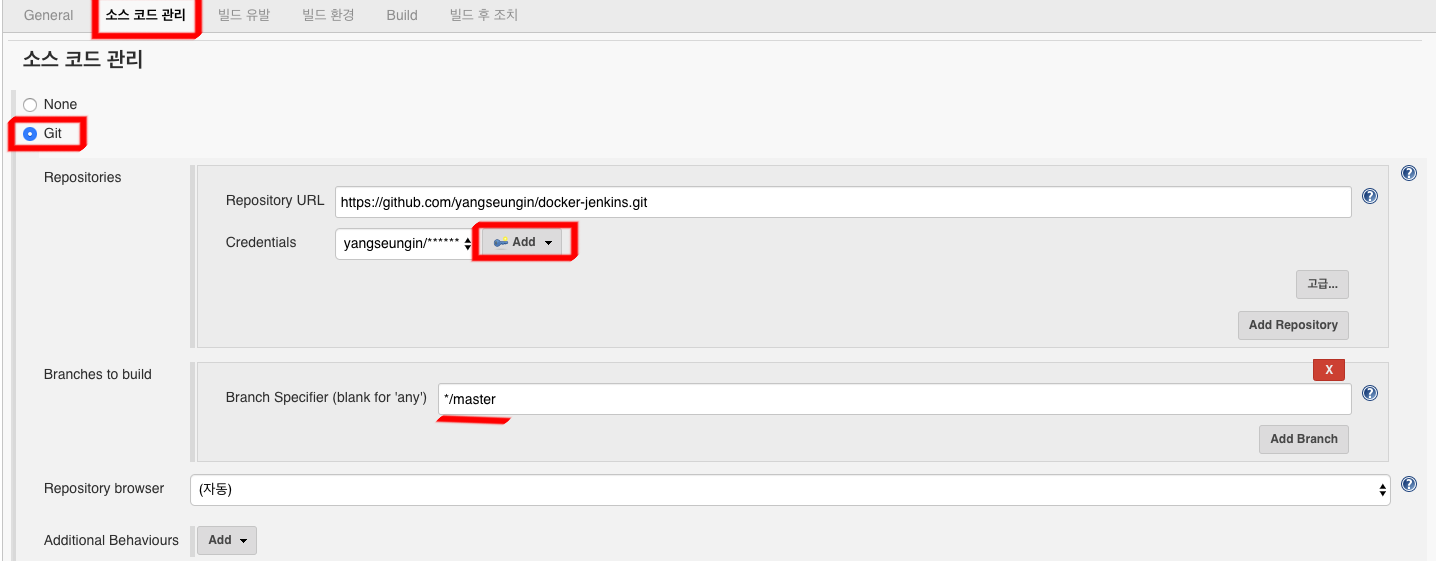 General 소스 코드 관리 빌드 유발 빌드 환경 Build 빌드 후 조치
소스 코드 관리
None
Git
Repositories
Repository URL https://github.com/yangseungin/docker-jenkins.git
Credentials yangseungin/****** Add
고급...
Add Repository
Branches to build
X
Branch Specifier (blank for 'any') */master
Add Branch
Repository browser (자동)
Additional Behaviours Add